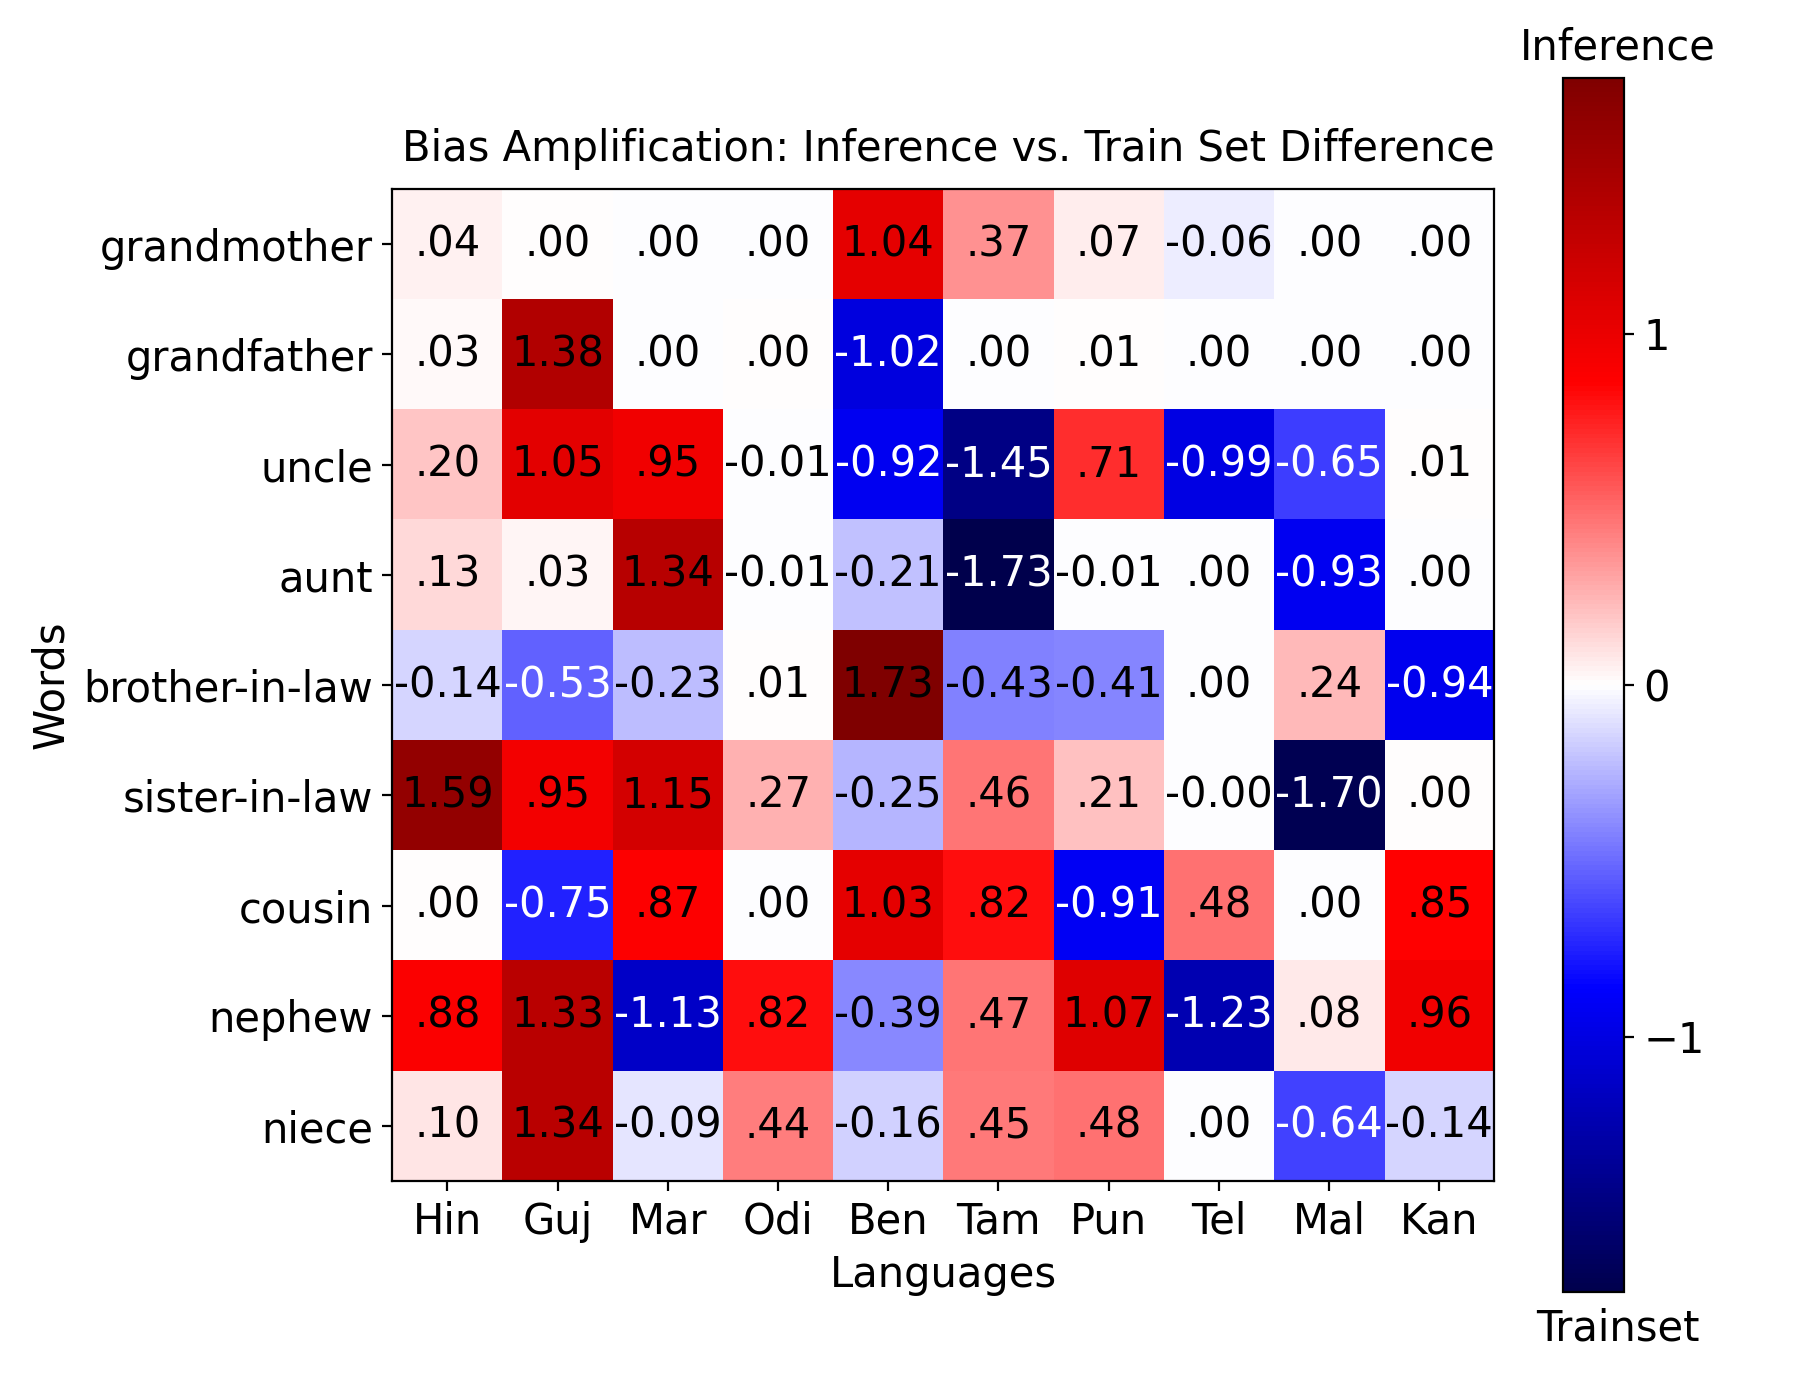 Inference
Bias Amplification: Inference vs. Train Set Difference
grandmother .04 .00 .00 .00 1.04 .37 .07 -0.06 .00 .00
grandfather .03 1.38 .00 .00 -1.02 .00 .01 .00 .00 .00
uncle .20 1.05 .95 -0.01 -0.92 -1.45 .71 -0.99 -0.65 .01
aunt .13 .03 1.34 -0.01 -0.21 -1.73 -0.01 .00 -0.93 .00
brother-in-law -0.14 -0.53 -0.23 .01 1.73 -0.43 -0.41 .00 .24 -0.94
sister-in-law 1.59 .95 1.15 .27 -0.25 .46 .21 -0.00 -1.70 .00
cousin .00 -0.75 .87 .00 1.03 .82 -0.91 .48 .00 .85
nephew .88 1.33 -1.13 .82 -0.39 .47 1.07 -1.23 .08 .96
niece .10 1.34 -0.09 .44 -0.16 .45 .48 .00 -0.64 -0.14
Hin Guj Mar Odi Ben Tam Pun Tel Mal Kan
Languages
Words
1
0
−1
Trainset